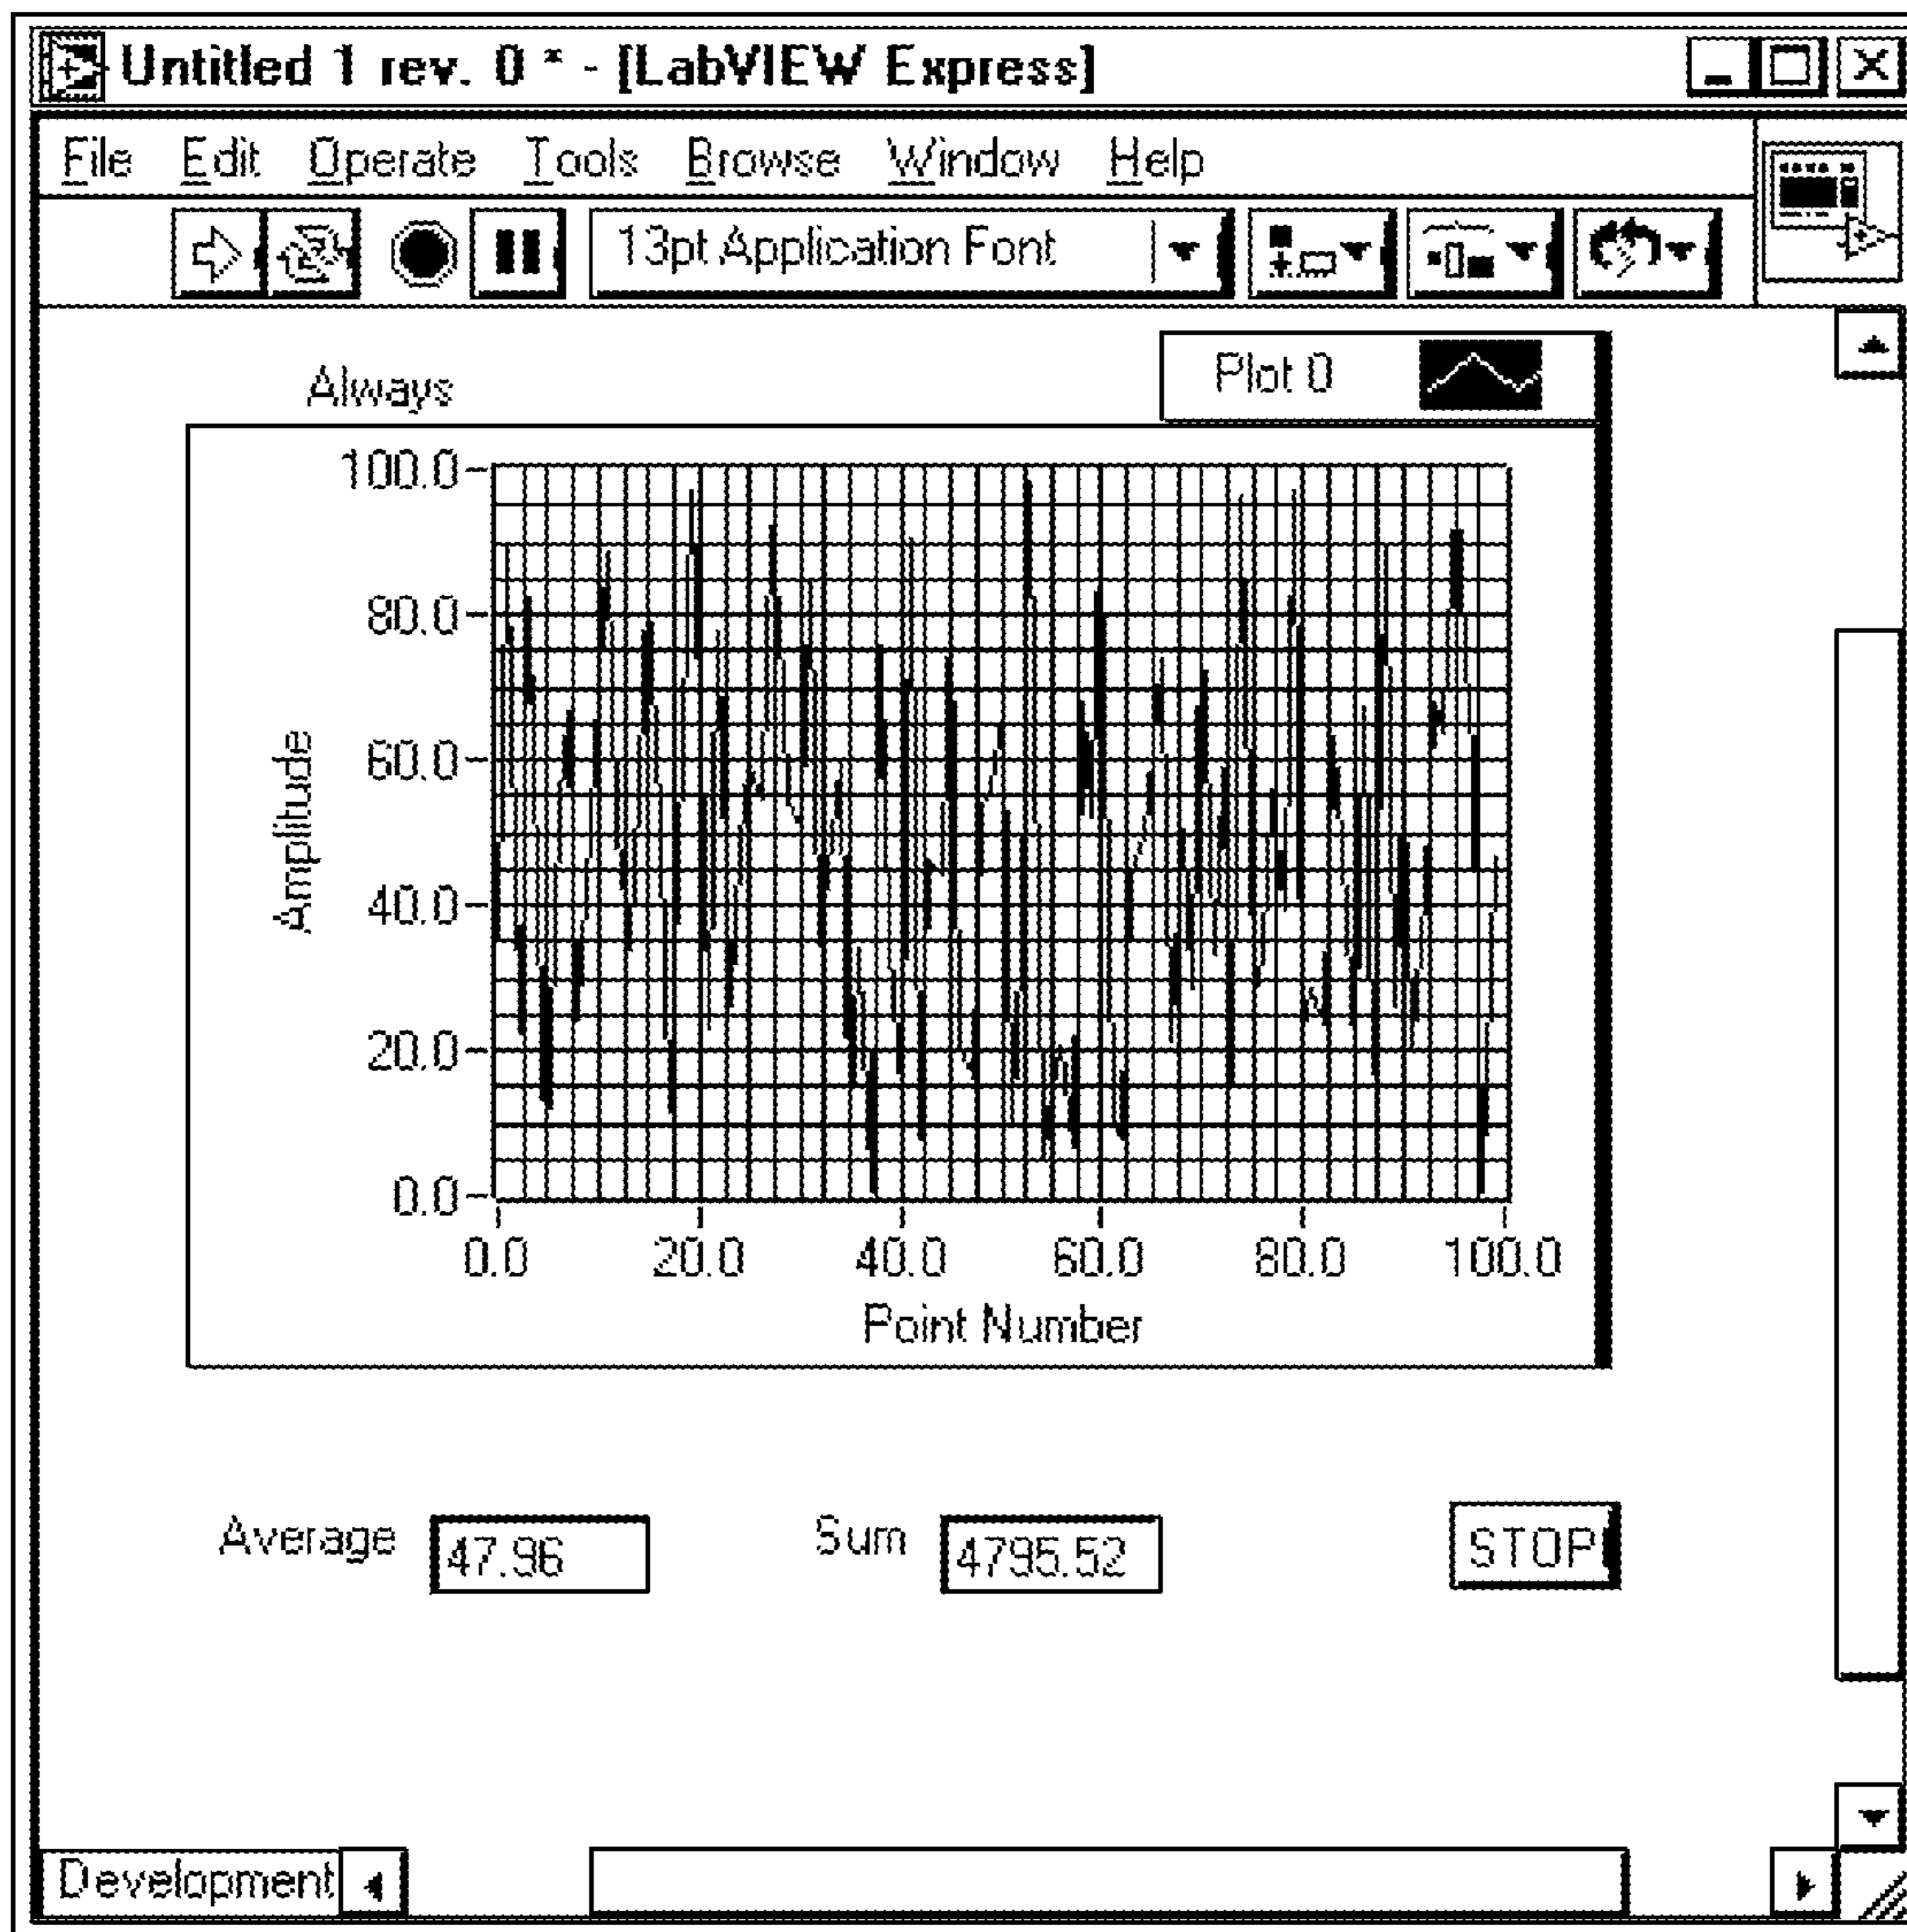 Untitled 1 rev. 0 * - [LabVIEW Express]
File Edit Operate Tools Browse Window Help
13pt Application Font
Always
Plot 0
100.0
80.0
60.0
40.0
20.0
0.0
Amplitude
0.0 20.0 40.0 60.0 80.0 100.0
Point Number
Average 47.96 Sum 4795.52 STOP
Development